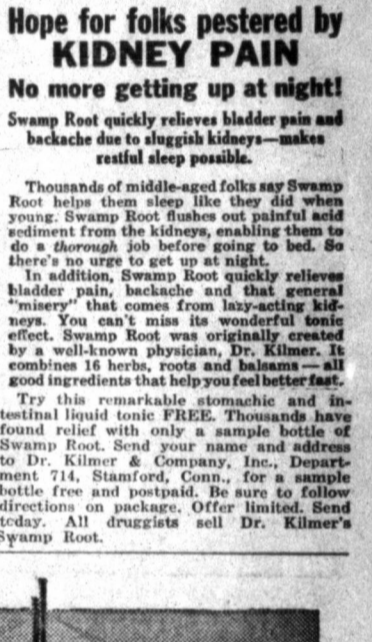 Hope for folks pestered by
KIDNEY PAIN
No more getting up at night!
Swamp Root quickly relieves bladder pain and
backache due to sluggish kidneys—makes
restful sleep possible.
Thousands of middle-aged folks say Swamp
Root helps them sleep like they did when
young. Swamp Root flushes out painful acid
sediment from the kidneys, enabling them to
do a thorough job before going to bed. So
there's no urge to get up at night.
In addition, Swamp Root quickly relieves
bladder pain, backache and that general
"misery" that comes from lazy-acting kid-
neys. You can't miss its wonderful tonic
effect. Swamp Root was originally created
by a well-known physician, Dr. Kilmer. It
combines 16 herbs, roots and balsams—all
good ingredients that help you feel better fast.
Try this remarkable stomachic and in-
testinal liquid tonic FREE. Thousands have
found relief with only a sample bottle of
Swamp Root. Send your name and address
to Dr. Kilmer & Company, Inc., Depart-
ment 714, Stamford, Conn., for a sample
bottle free and postpaid. Be sure to follow
directions on package. Offer limited. Send
today. All druggists sell Dr. Kilmer's
Swamp Root.